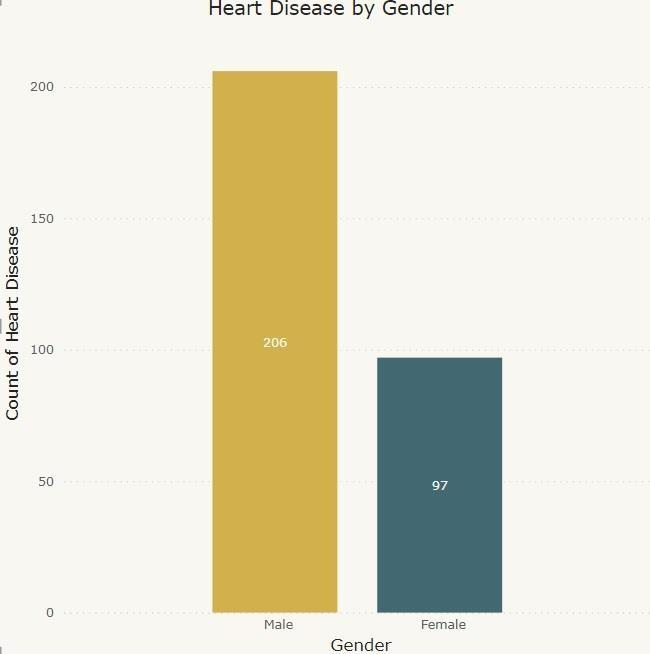 Heart Disease by Gender
Count of Heart Disease
200
150
100
50
0
206
97
Male
Female
Gender